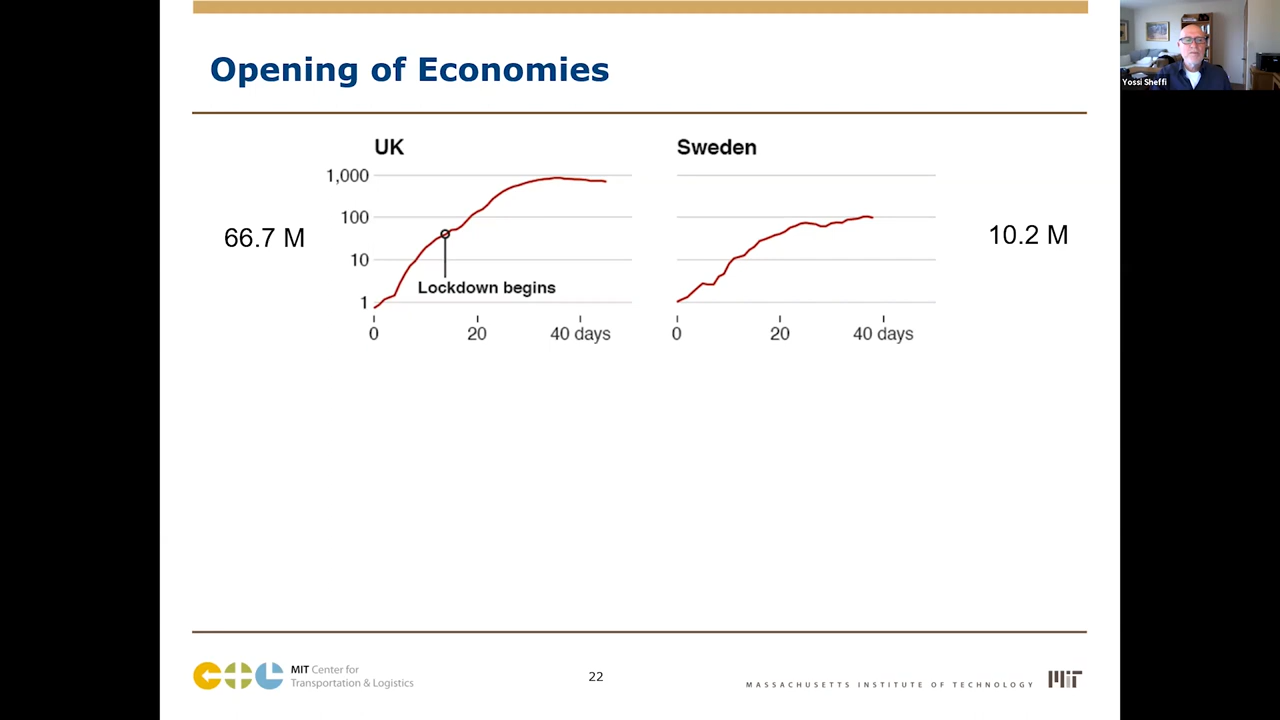 Opening of Economies
Yossi Sheffi
UK
Sweden
1,000
100
10
1
66.7 M
10.2 M
Lockdown begins
0 20 40 days
0 20 40 days
MIT Center for
Transportation & Logistics
22
MASSACHUSETTS INSTITUTE OF TECHNOLOGY
MIT